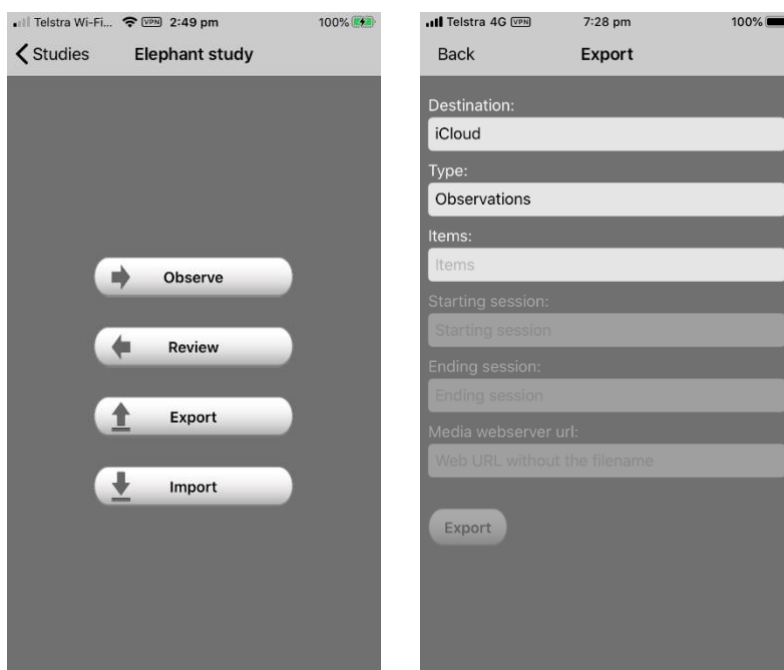 Telstra Wi-Fi... VPN 2:49 pm 100%
Studies Elephant study
Observe
Review
Export
Import
Telstra 4G VPN 7:28 pm 100%
Back Export
Destination:
iCloud
Type:
Observations
Items:
Items
Starting session:
Starting session
Ending session:
Ending session
Media webserver url:
Web URL without the filename
Export